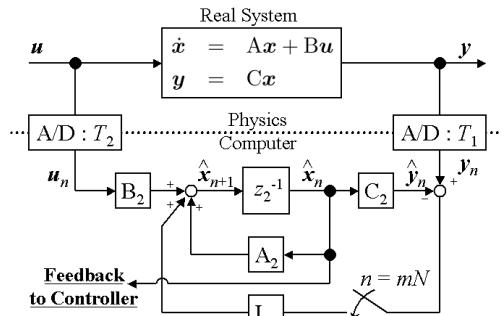 Real System
u
ẋ = Ax + Bu
y = Cx
y
A/D : T₂
Physics
Computer
A/D : T₁
uₙ
B₂
+
+
+
x̂ₙ₊₁
z₂⁻¹
x̂ₙ
C₂
ŷₙ
−
+
yₙ
A₂
Feedback
to Controller
n = mN